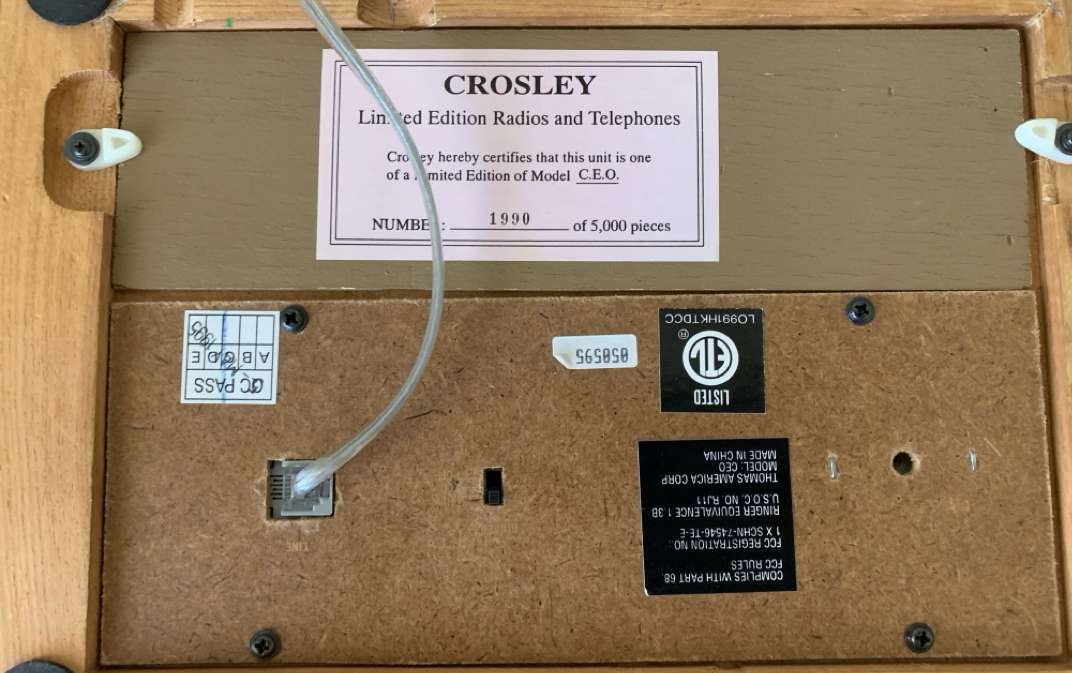 CROSLEY
Limited Edition Radios and Telephones
Crosley hereby certifies that this unit is one
of a Limited Edition of Model C.E.O.
NUMBER: 1990 of 5,000 pieces
QC PASS
A B C D E
1995
050595
LISTED
ETL
®
LO991HKTDCC
COMPLIES WITH PART 68.
FCC RULES
FCC REGISTRATION NO.
1 X SCHN-74546-TE-E
RINGER EQUIVALENCE 1.3B
U.S.O.C. NO. RJ11
THOMAS AMERICA CORP
MODEL: CEO
MADE IN CHINA
LINE